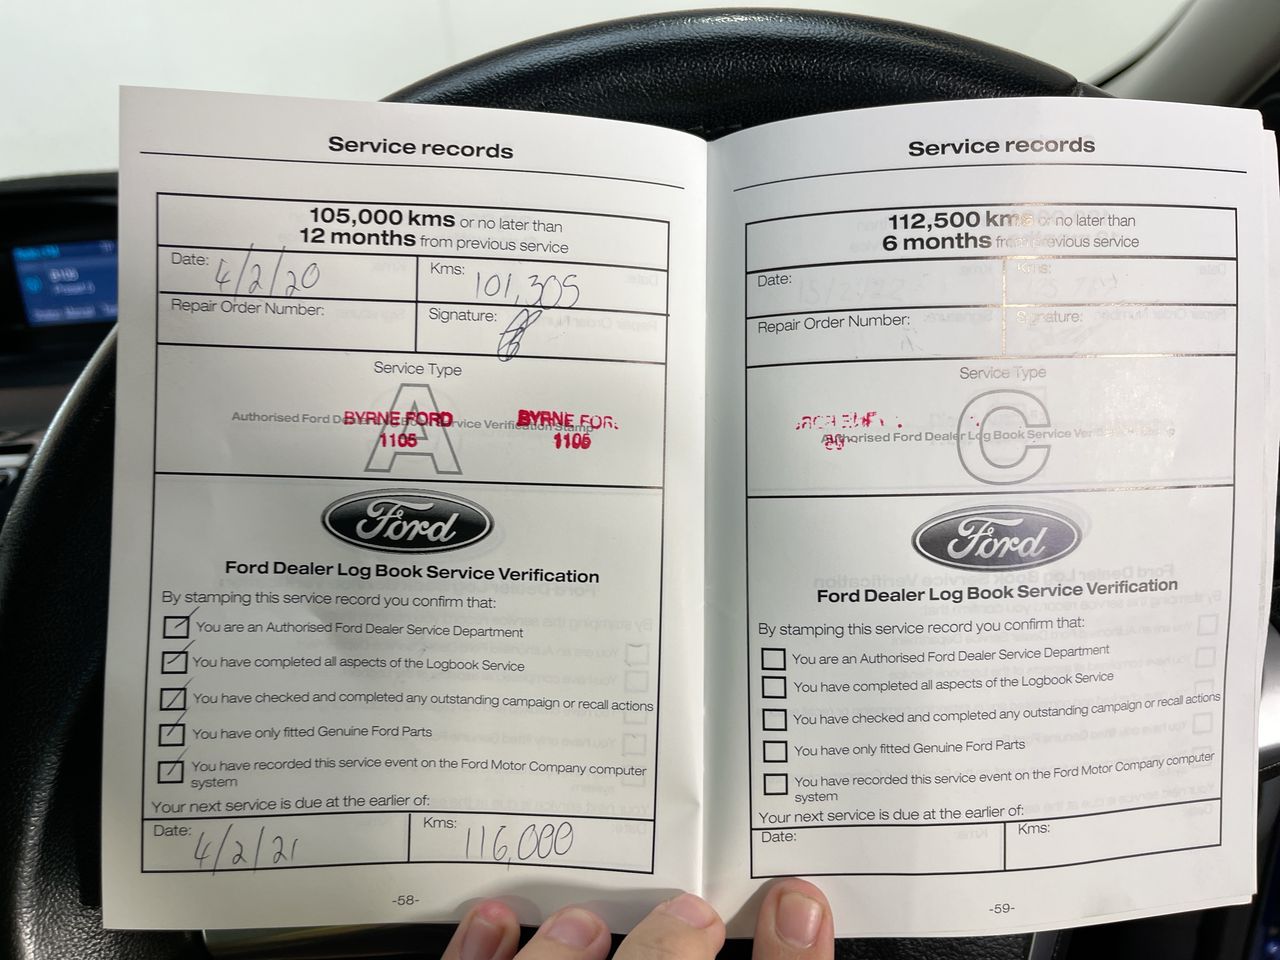 Service records
105,000 kms or no later than
12 months from previous service
Date: 4/2/20
Kms: 101,305
Repair Order Number:
Signature:
Service Type
A
Authorised Ford Dealer Log Book Service Verification Stamp
BYRNE FORD
1105
BYRNE FOR.
1106
Ford
Ford Dealer Log Book Service Verification
By stamping this service record you confirm that:
You are an Authorised Ford Dealer Service Department
You have completed all aspects of the Logbook Service
You have checked and completed any outstanding campaign or recall actions
You have only fitted Genuine Ford Parts
You have recorded this service event on the Ford Motor Company computer
system
Your next service is due at the earlier of:
Date: 4/2/21
Kms: 116,000
-58-
Service records
112,500 kms or no later than
6 months from previous service
Date:
Kms:
Repair Order Number:
Signature:
Service Type
C
Authorised Ford Dealer Log Book Service Verification Stamp
Ford
Ford Dealer Log Book Service Verification
By stamping this service record you confirm that:
You are an Authorised Ford Dealer Service Department
You have completed all aspects of the Logbook Service
You have checked and completed any outstanding campaign or recall actions
You have only fitted Genuine Ford Parts
You have recorded this service event on the Ford Motor Company computer
system
Your next service is due at the earlier of:
Date:
Kms:
-59-